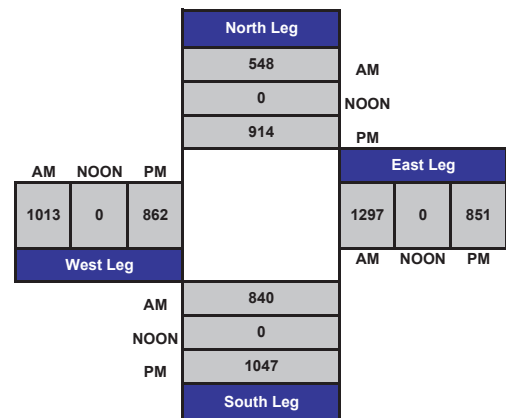 North Leg
548 AM
0 NOON
914 PM
AM NOON PM East Leg
1013 0 862 1297 0 851
West Leg AM NOON PM
AM 840
NOON 0
PM 1047
South Leg